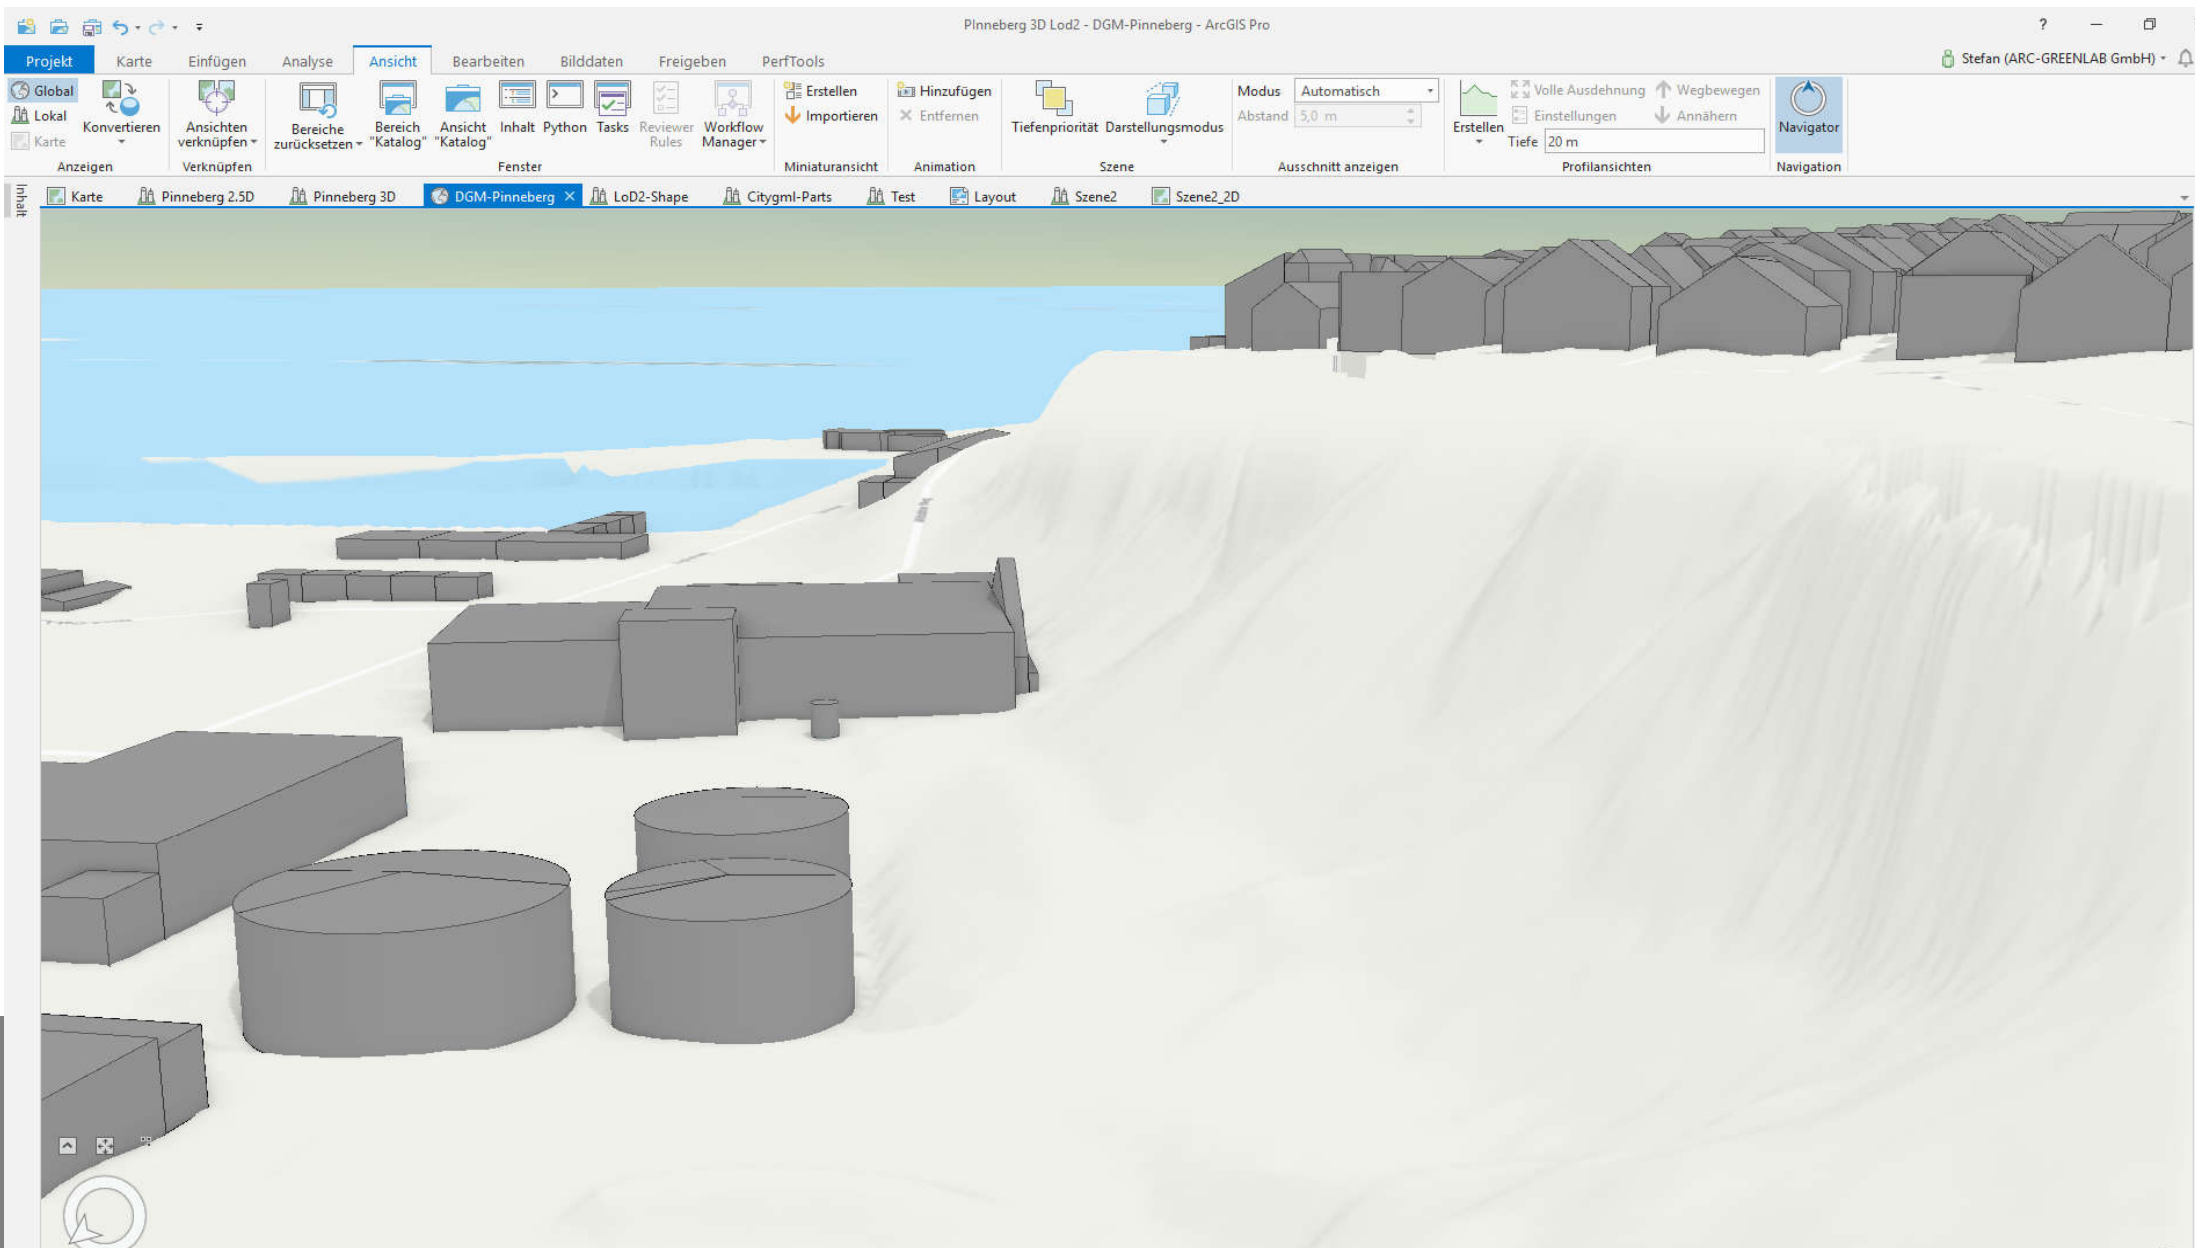 PInneberg 3D Lod2 - DGM-Pinneberg - ArcGIS Pro
?
Projekt Karte Einfügen Analyse Ansicht Bearbeiten Bilddaten Freigeben PerfTools
Stefan (ARC-GREENLAB GmbH)
Global
Lokal
Karte
Konvertieren
Anzeigen
Ansichten
verknüpfen
Verknüpfen
Bereiche
zurücksetzen
Bereich
"Katalog"
Ansicht
"Katalog"
Inhalt
Python
Tasks
Reviewer
Rules
Workflow
Manager
Fenster
Erstellen
Importieren
Miniaturansicht
Hinzufügen
Entfernen
Animation
Tiefenpriorität
Darstellungsmodus
Szene
Modus Automatisch
Abstand 5,0 m
Ausschnitt anzeigen
Erstellen
Volle Ausdehnung
Wegbewegen
Einstellungen
Annähern
Tiefe 20 m
Profilansichten
Navigator
Navigation
Inhalt
Karte Pinneberg 2.5D Pinneberg 3D DGM-Pinneberg LoD2-Shape Citygml-Parts Test Layout Szene2 Szene2_2D